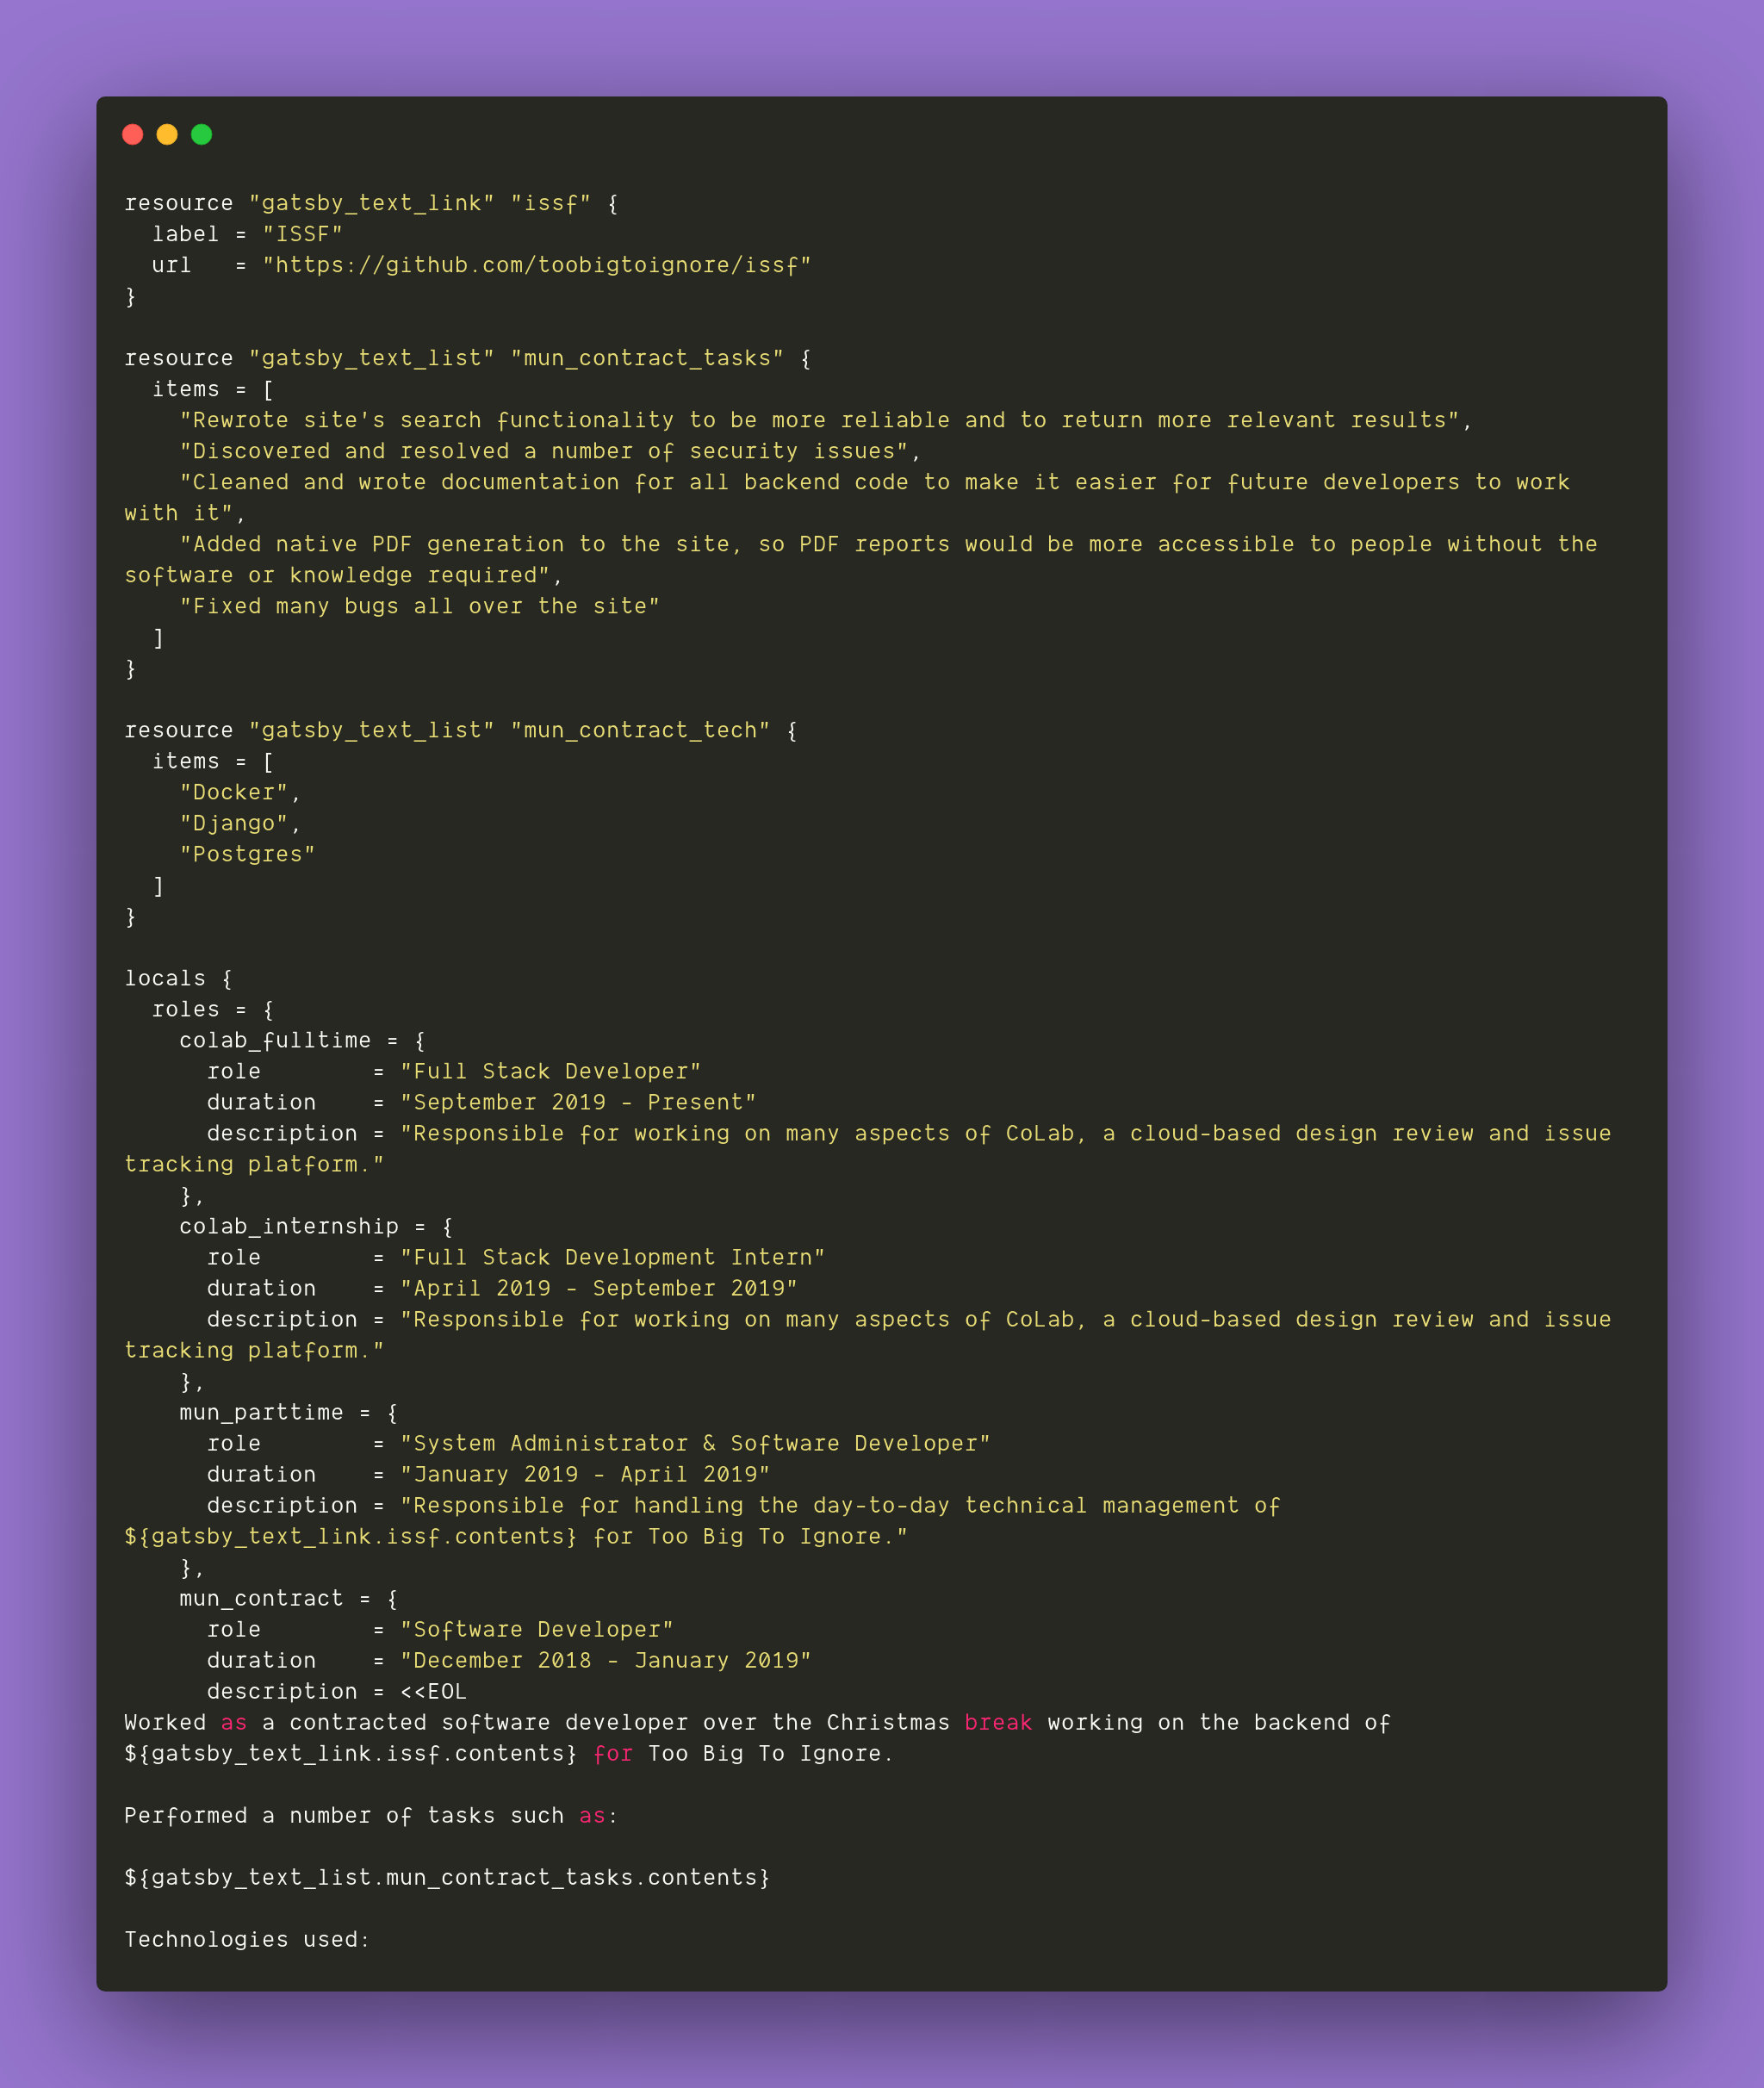 resource "gatsby_text_link" "issf" {
  label = "ISSF"
  url   = "https://github.com/toobigtoignore/issf"
}

resource "gatsby_text_list" "mun_contract_tasks" {
  items = [
    "Rewrote site's search functionality to be more reliable and to return more relevant results",
    "Discovered and resolved a number of security issues",
    "Cleaned and wrote documentation for all backend code to make it easier for future developers to work
with it",
    "Added native PDF generation to the site, so PDF reports would be more accessible to people without the
software or knowledge required",
    "Fixed many bugs all over the site"
  ]
}

resource "gatsby_text_list" "mun_contract_tech" {
  items = [
    "Docker",
    "Django",
    "Postgres"
  ]
}

locals {
  roles = {
    colab_fulltime = {
      role        = "Full Stack Developer"
      duration    = "September 2019 - Present"
      description = "Responsible for working on many aspects of CoLab, a cloud-based design review and issue
tracking platform."
    },
    colab_internship = {
      role        = "Full Stack Development Intern"
      duration    = "April 2019 - September 2019"
      description = "Responsible for working on many aspects of CoLab, a cloud-based design review and issue
tracking platform."
    },
    mun_parttime = {
      role        = "System Administrator & Software Developer"
      duration    = "January 2019 - April 2019"
      description = "Responsible for handling the day-to-day technical management of
${gatsby_text_link.issf.contents} for Too Big To Ignore."
    },
    mun_contract = {
      role        = "Software Developer"
      duration    = "December 2018 - January 2019"
      description = <<EOL
Worked as a contracted software developer over the Christmas break working on the backend of
${gatsby_text_link.issf.contents} for Too Big To Ignore.

Performed a number of tasks such as:

${gatsby_text_list.mun_contract_tasks.contents}

Technologies used: